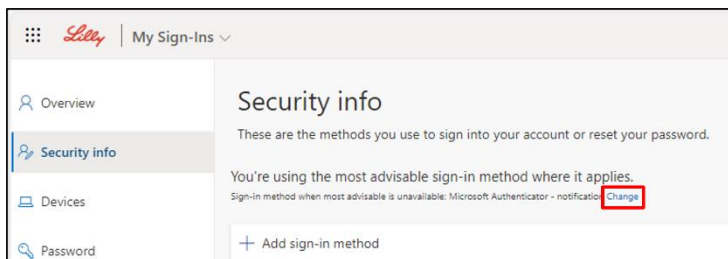 Lilly My Sign-Ins
Overview
Security info
Devices
Password
Security info
These are the methods you use to sign into your account or reset your password.
You're using the most advisable sign-in method where it applies.
Sign-in method when most advisable is unavailable: Microsoft Authenticator - notification Change
+ Add sign-in method